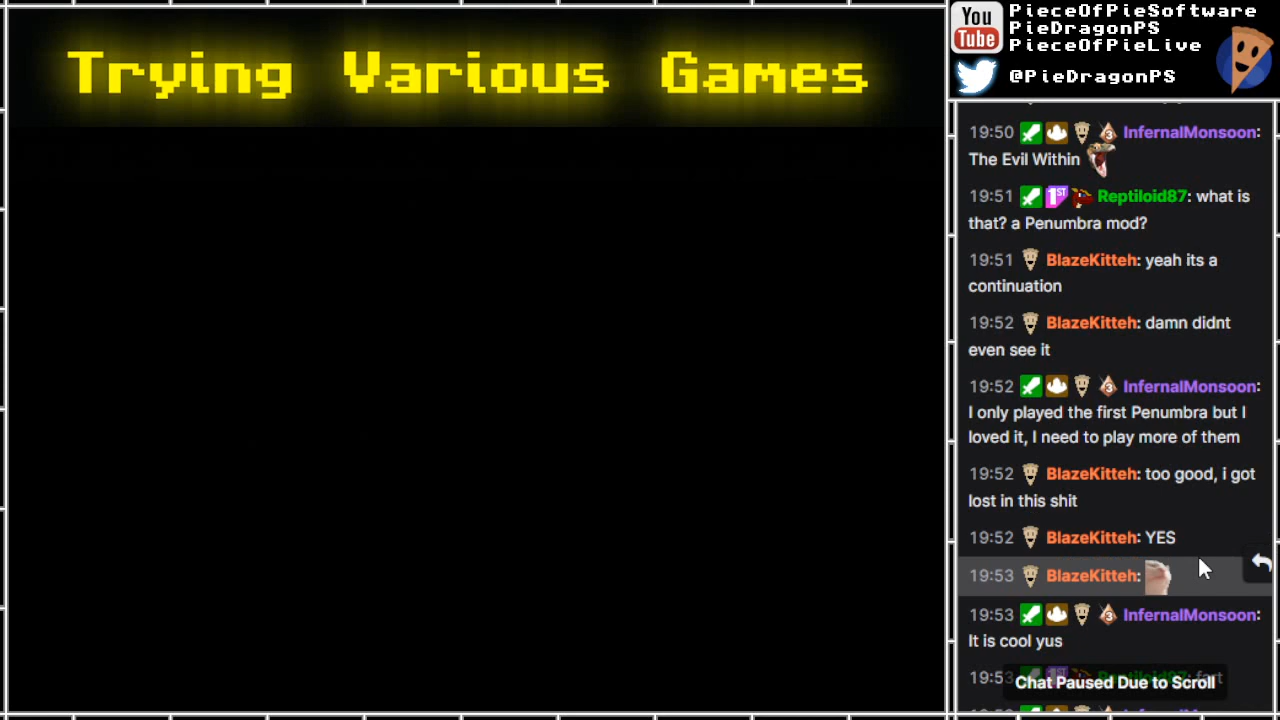 Trying Various Games
You Tube
PieceOfPieSoftware
PieDragonPS
PieceOfPieLive
@PieDragonPS
19:50 3 InfernalMonsoon:
The Evil Within
19:51 1ST Reptiloid87: what is
that? a Penumbra mod?
19:51 BlazeKitteh: yeah its a
continuation
19:52 BlazeKitteh: damn didnt
even see it
19:52 3 InfernalMonsoon:
I only played the first Penumbra but I
loved it, I need to play more of them
19:52 BlazeKitteh: too good, i got
lost in this shit
19:52 BlazeKitteh: YES
19:53 BlazeKitteh:
19:53 3 InfernalMonsoon:
It is cool yus
Chat Paused Due to Scroll